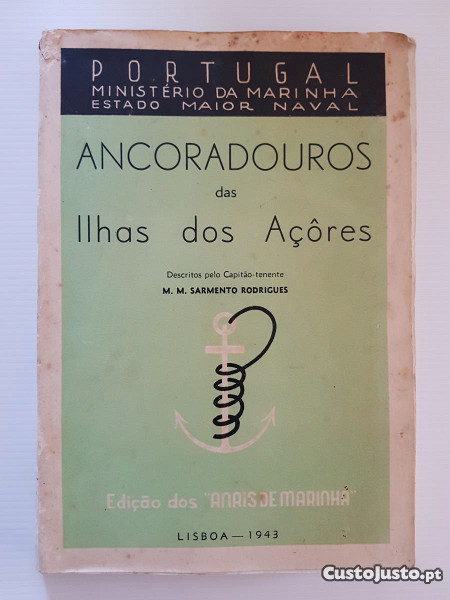 PORTUGAL
MINISTÉRIO DA MARINHA
ESTADO MAIOR NAVAL
ANCORADOUROS
das
Ilhas dos Açôres
Descritos pelo Capitão-tenente
M. M. SARMENTO RODRIGUES
Edição dos "ANAIS DE MARINHA"
LISBOA — 1943
CustoJusto.pt